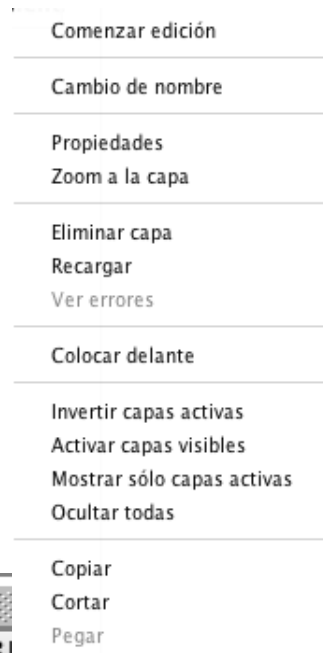 Comenzar edición
Cambio de nombre
Propiedades
Zoom a la capa
Eliminar capa
Recargar
Ver errores
Colocar delante
Invertir capas activas
Activar capas visibles
Mostrar sólo capas activas
Ocultar todas
Copiar
Cortar
Pegar